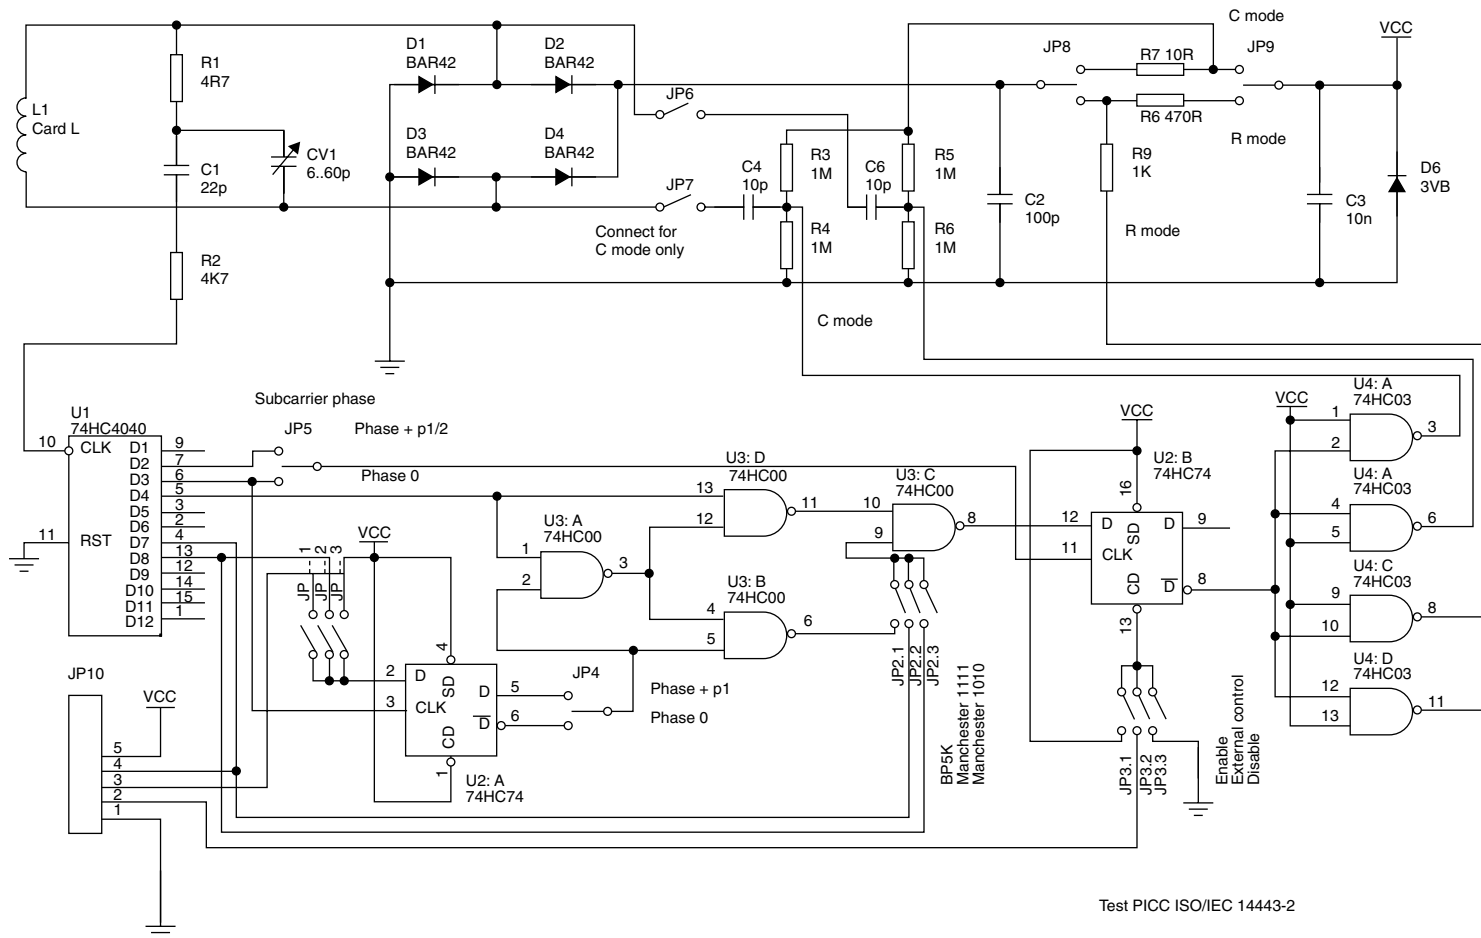 C mode
VCC
R1
4R7
D1
BAR42
D2
BAR42
JP8
R7 10R
JP9
L1
Card L
JP6
R6 470R
R mode
D3
BAR42
D4
BAR42
CV1
6..60p
C1
22p
C4
10p
R3
1M
C6
10p
R5
1M
R9
1K
D6
3VB
JP7
C2
100p
C3
10n
Connect for
C mode only
R4
1M
R6
1M
R mode
R2
4K7
C mode
Subcarrier phase
U1
74HC4040
JP5
Phase + p1/2
Phase 0
10
CLK
D1
9
D2
7
D3
6
D4
5
D5
3
D6
2
D7
4
D8
13
D9
12
D10
14
D11
15
D12
1
11
RST
JP 1
JP 2
JP 3
VCC
U3: A
74HC00
1
2
3
U3: D
74HC00
13
12
11
U3: B
74HC00
4
5
6
U3: C
74HC00
10
9
8
JP2.1
JP2.2
JP2.3
BP5K
Manchester 1111
Manchester 1010
VCC
U2: B
74HC74
16
12
D
SD
D
9
11
CLK
CD
D
8
13
JP3.1
JP3.2
JP3.3
Enable
External control
Disable
VCC
U4: A
74HC03
1
2
3
U4: A
74HC03
4
5
6
U4: C
74HC03
9
10
8
U4: D
74HC03
12
13
11
4
2
D
SD
D
5
3
CLK
CD
D
6
1
U2: A
74HC74
JP4
Phase + p1
Phase 0
JP10
VCC
5
4
3
2
1
Test PICC ISO/IEC 14443-2